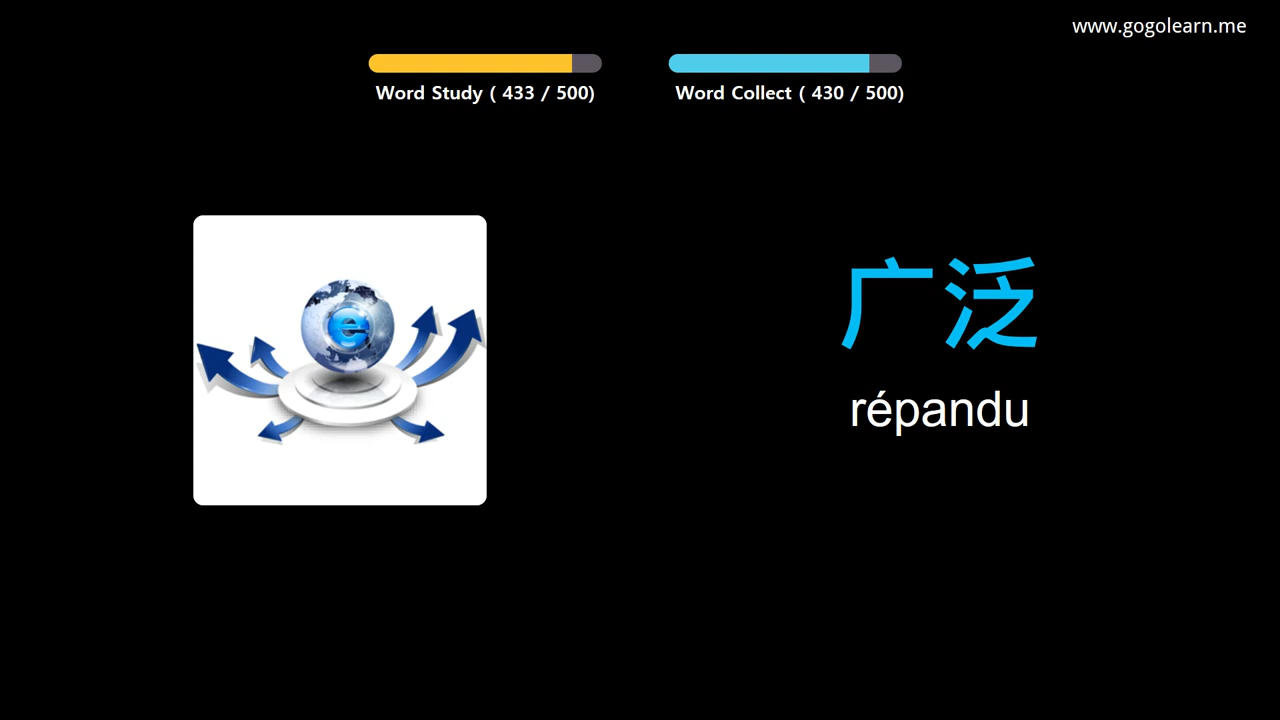 www.gogolearn.me
Word Study ( 433 / 500)
Word Collect ( 430 / 500)
e
广泛
répandu